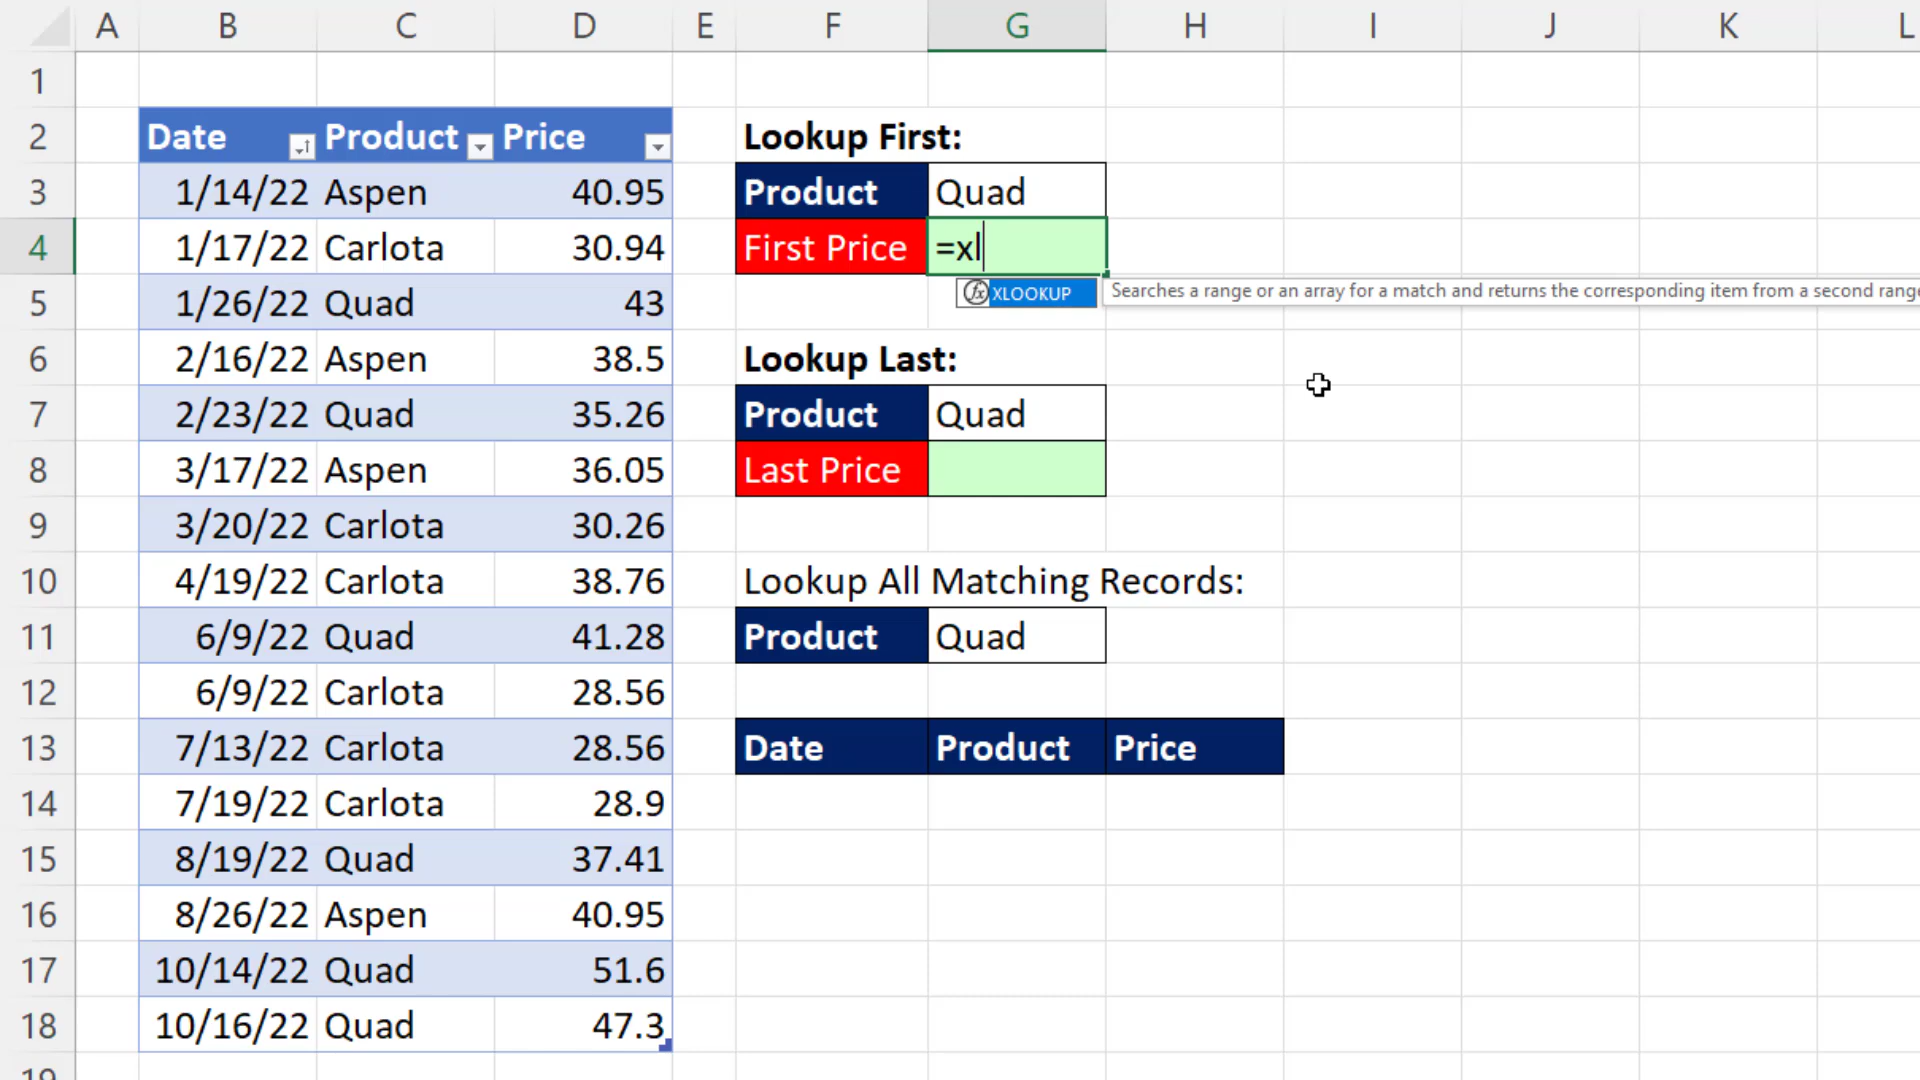 A B C D E F G H I J K L
1
2 Date Product Price Lookup First:
3 1/14/22 Aspen 40.95 Product Quad
4 1/17/22 Carlota 30.94 First Price =xl
5 1/26/22 Quad 43 XLOOKUP Searches a range or an array for a match and returns the corresponding item from a second range
6 2/16/22 Aspen 38.5 Lookup Last:
7 2/23/22 Quad 35.26 Product Quad
8 3/17/22 Aspen 36.05 Last Price
9 3/20/22 Carlota 30.26
10 4/19/22 Carlota 38.76 Lookup All Matching Records:
11 6/9/22 Quad 41.28 Product Quad
12 6/9/22 Carlota 28.56
13 7/13/22 Carlota 28.56 Date Product Price
14 7/19/22 Carlota 28.9
15 8/19/22 Quad 37.41
16 8/26/22 Aspen 40.95
17 10/14/22 Quad 51.6
18 10/16/22 Quad 47.3
19